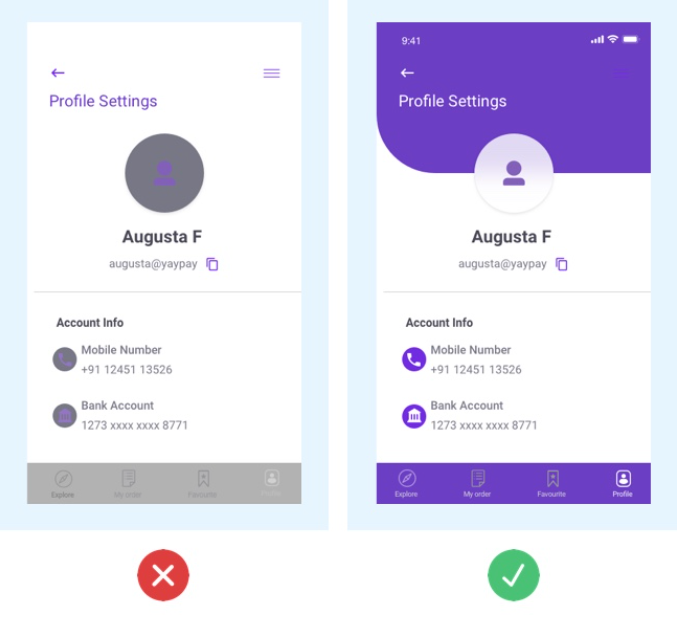 Profile Settings
Augusta F
augusta@yaypay
Account Info
Mobile Number
+91 12451 13526
Bank Account
1273 xxxx xxxx 8771
Explore
My order
Favourite
Profile
9:41
Profile Settings
Augusta F
augusta@yaypay
Account Info
Mobile Number
+91 12451 13526
Bank Account
1273 xxxx xxxx 8771
Explore
My order
Favourite
Profile